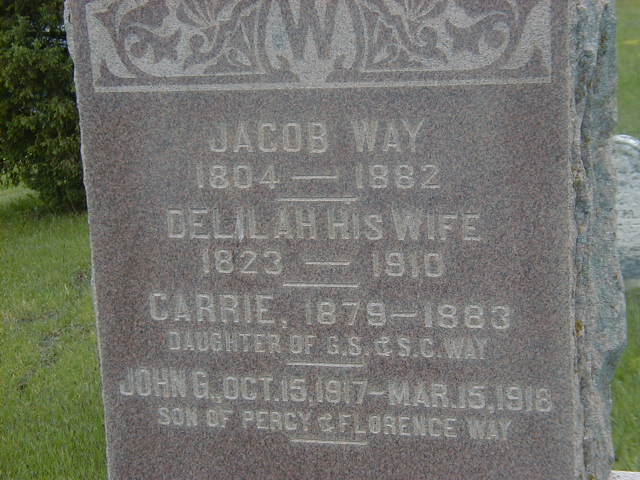 W
JACOB WAY
1804 — 1882
DELILAH HIS WIFE
1823 — 1910
CARRIE, 1879 — 1883
DAUGHTER OF G.S. & S.C. WAY
JOHN G., OCT. 15, 1917 — MAR. 15, 1918
SON OF PERCY & FLORENCE WAY